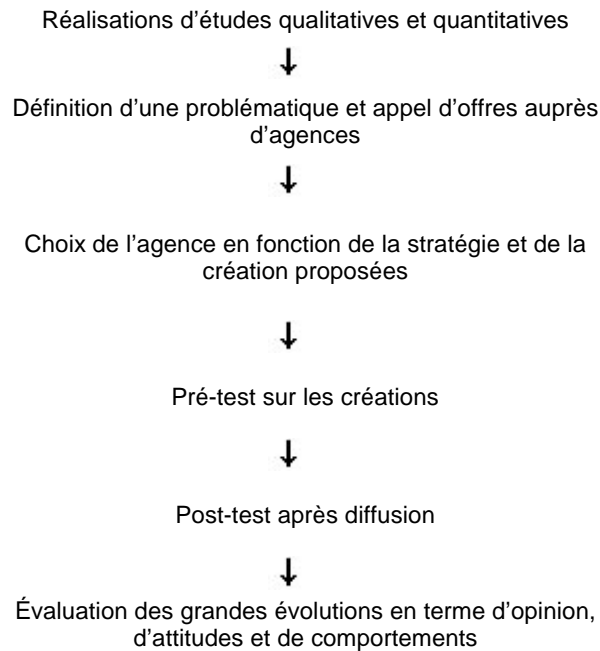 Réalisations d’études qualitatives et quantitatives
↓
Définition d’une problématique et appel d’offres auprès
d’agences
↓
Choix de l’agence en fonction de la stratégie et de la
création proposées
↓
Pré-test sur les créations
↓
Post-test après diffusion
↓
Évaluation des grandes évolutions en terme d’opinion,
d’attitudes et de comportements